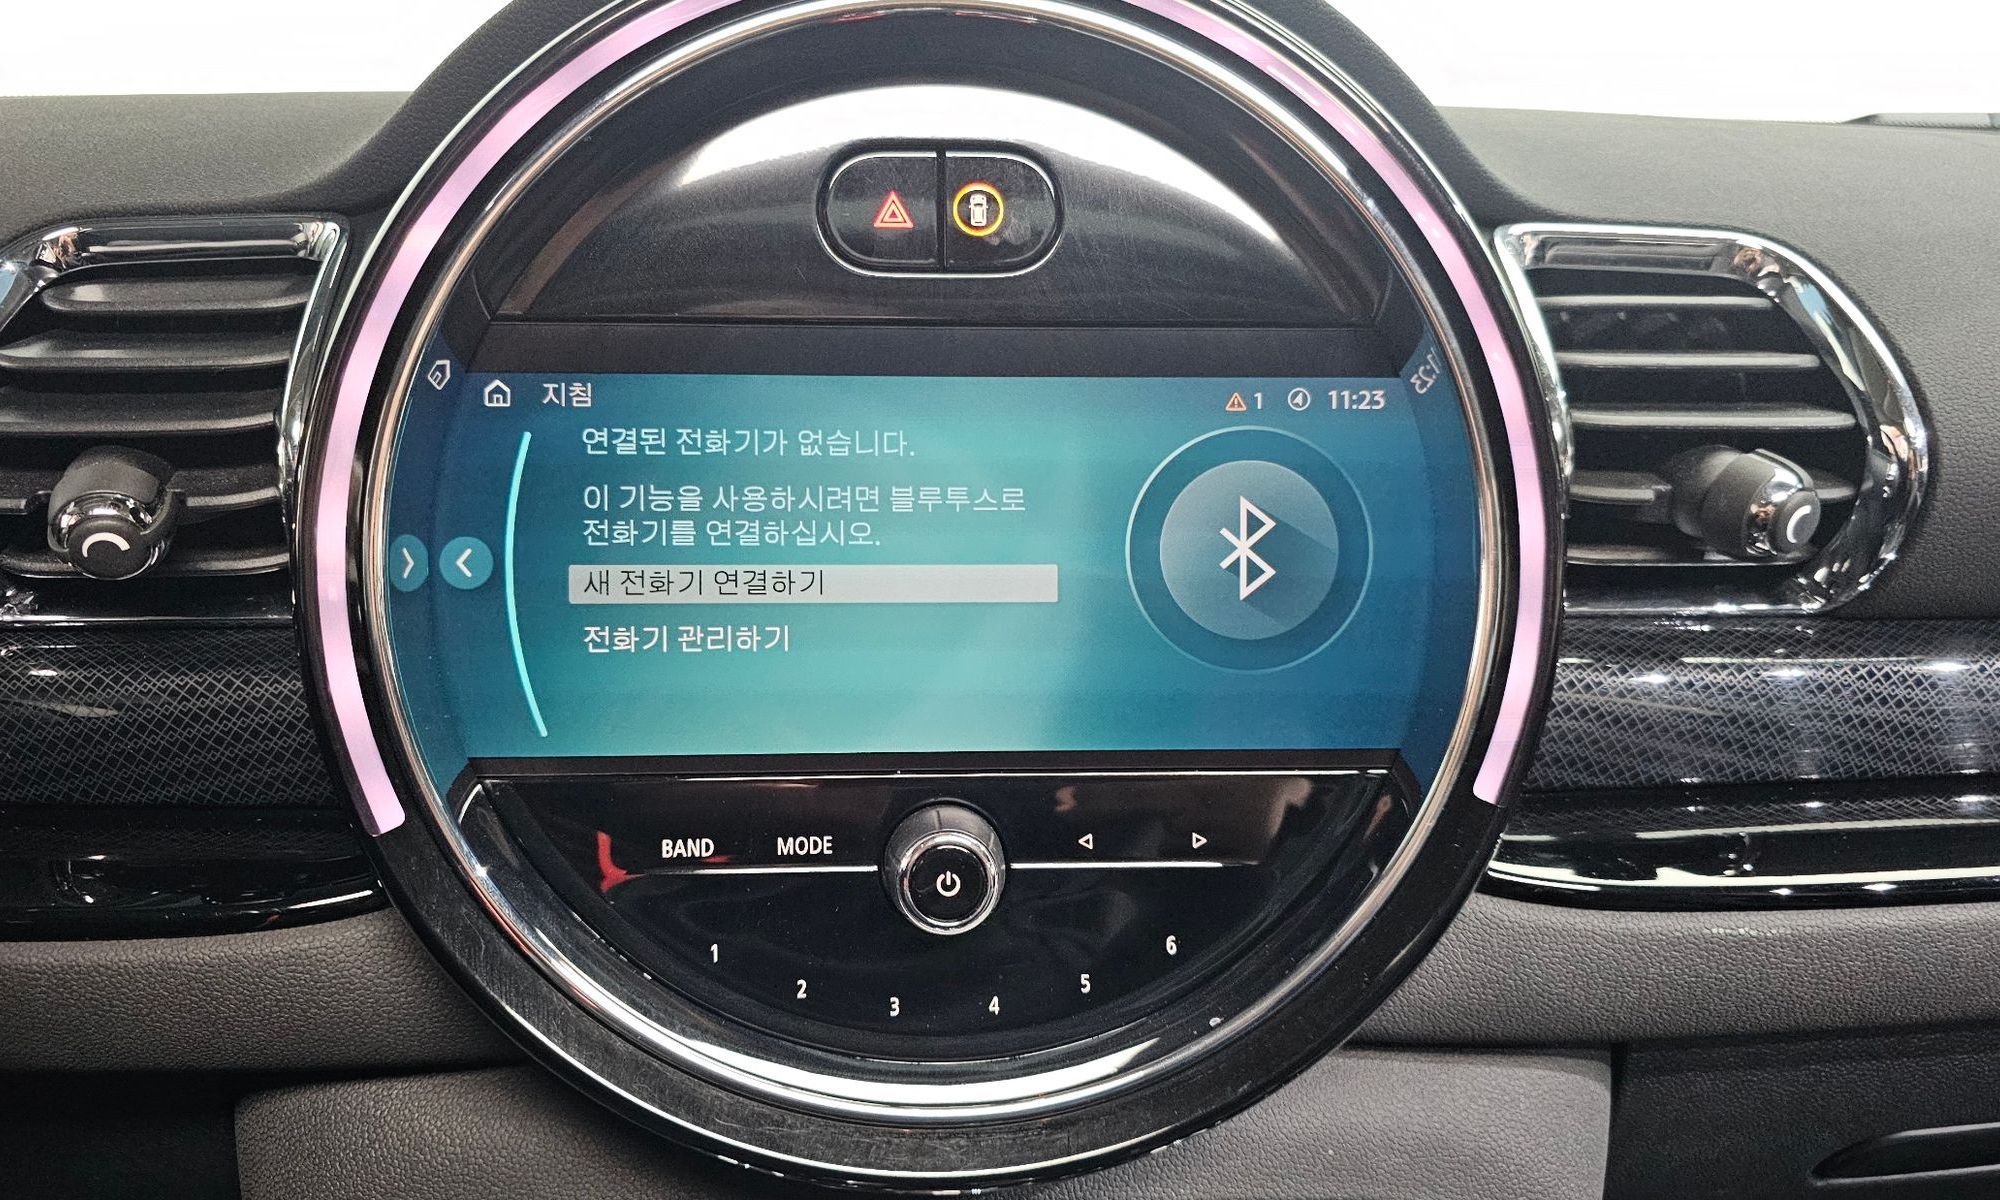 지침
1 11:23
연결된 전화기가 없습니다.
이 기능을 사용하시려면 블루투스로
전화기를 연결하십시오.
새 전화기 연결하기
전화기 관리하기
BAND MODE
1 2 3 4 5 6